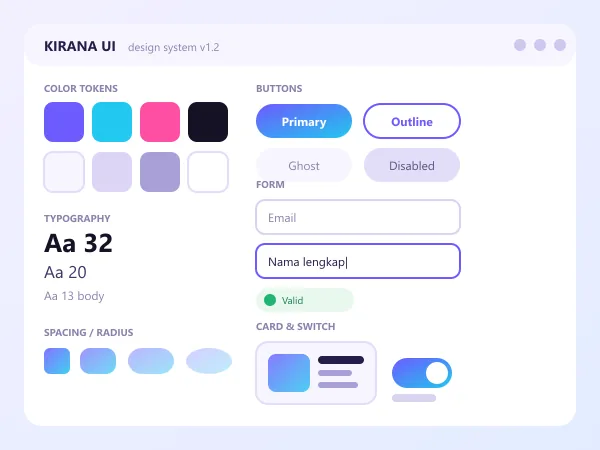 KIRANA UI design system v1.2
COLOR TOKENS
TYPOGRAPHY
Aa 32
Aa 20
Aa 13 body
SPACING / RADIUS
BUTTONS
Primary
Outline
Ghost
Disabled
FORM
Email
Nama lengkap|
Valid
CARD & SWITCH